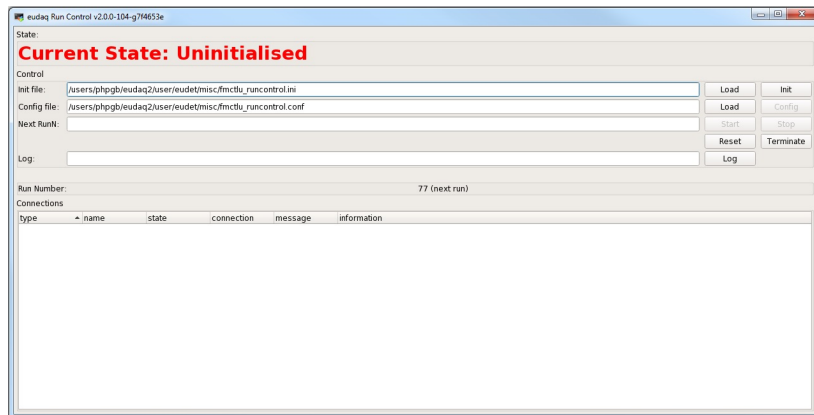 eudaq Run Control v2.0.0-104-g7f4653e
State:
Current State: Uninitialised
Control
Init file: /users/phpgb/eudaq2/user/eudet/misc/fmctlu_runcontrol.ini Load Init
Config file: /users/phpgb/eudaq2/user/eudet/misc/fmctlu_runcontrol.conf Load Config
Next RunN: Start Stop
Reset Terminate
Log: Log
Run Number: 77 (next run)
Connections
type name state connection message information